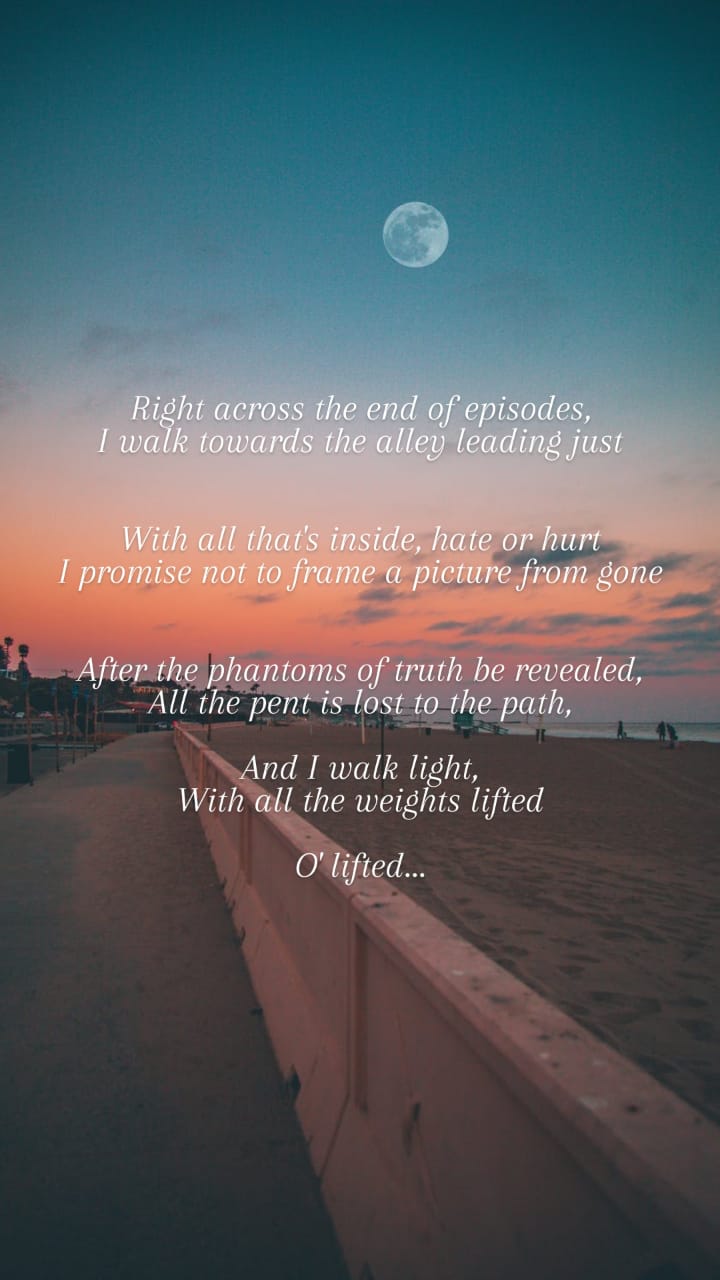 Right across the end of episodes,
I walk towards the alley leading just
With all that's inside, hate or hurt
I promise not to frame a picture from gone
After the phantoms of truth be revealed,
All the pent is lost to the path,
And I walk light,
With all the weights lifted
O' lifted...